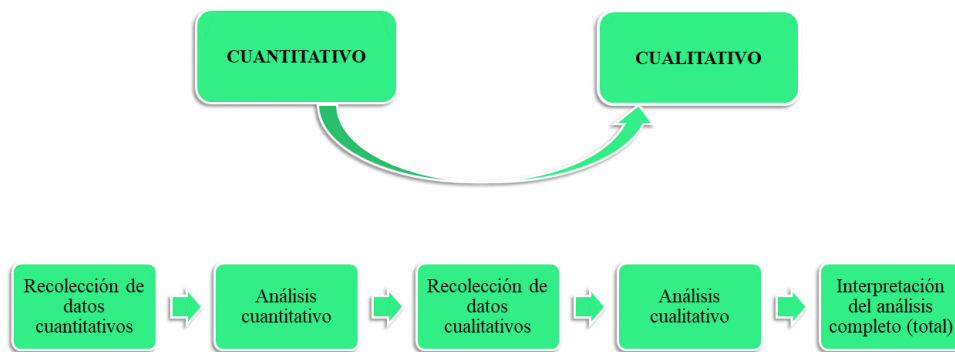 CUANTITATIVO
CUALITATIVO
Recolección de
datos
cuantitativos
Análisis
cuantitativo
Recolección de
datos
cualitativos
Análisis
cualitativo
Interpretación
del análisis
completo (total)